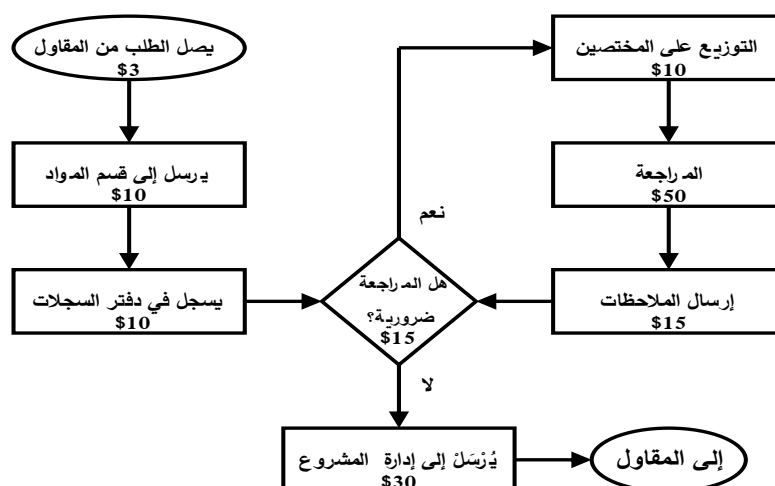 يصل الطلب من المقاول
$3
يرسل إلى قسم المواد
$10
يسجل في دفتر السجلات
$10
هل المراجعة
ضرورية؟
$15
نعم
التوزيع على المختصين
$10
المراجعة
$50
إرسال الملاحظات
$15
لا
يُرْسَلْ إلى إدارة المشروع
$30
إلى المقاول